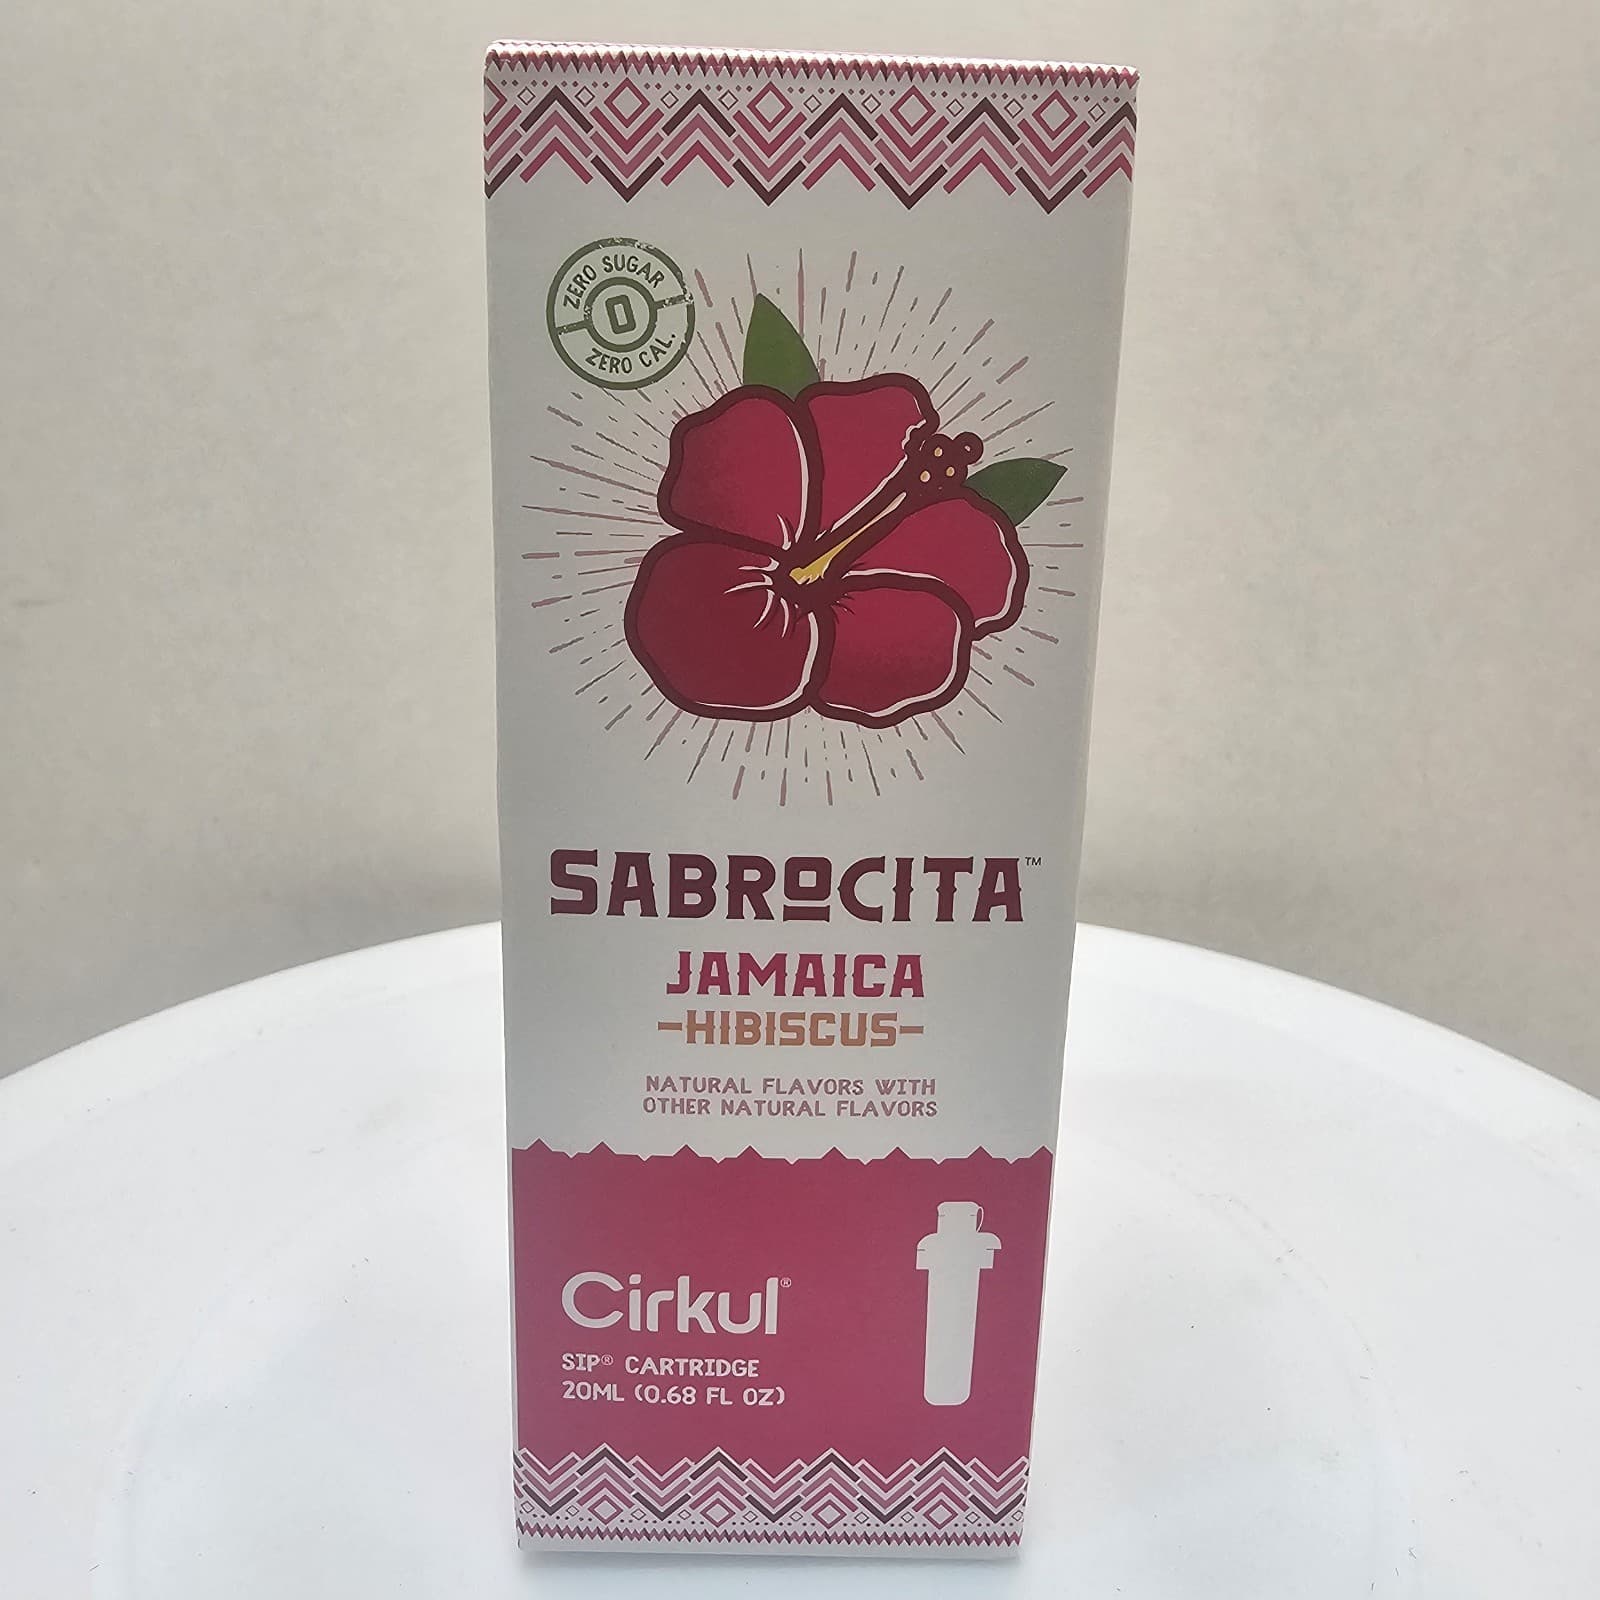 ZERO SUGAR
0
ZERO CAL.
SABROCITA™
JAMAICA
-HIBISCUS-
NATURAL FLAVORS WITH
OTHER NATURAL FLAVORS
Cirkul®
SIP® CARTRIDGE
20ML (0.68 FL OZ)